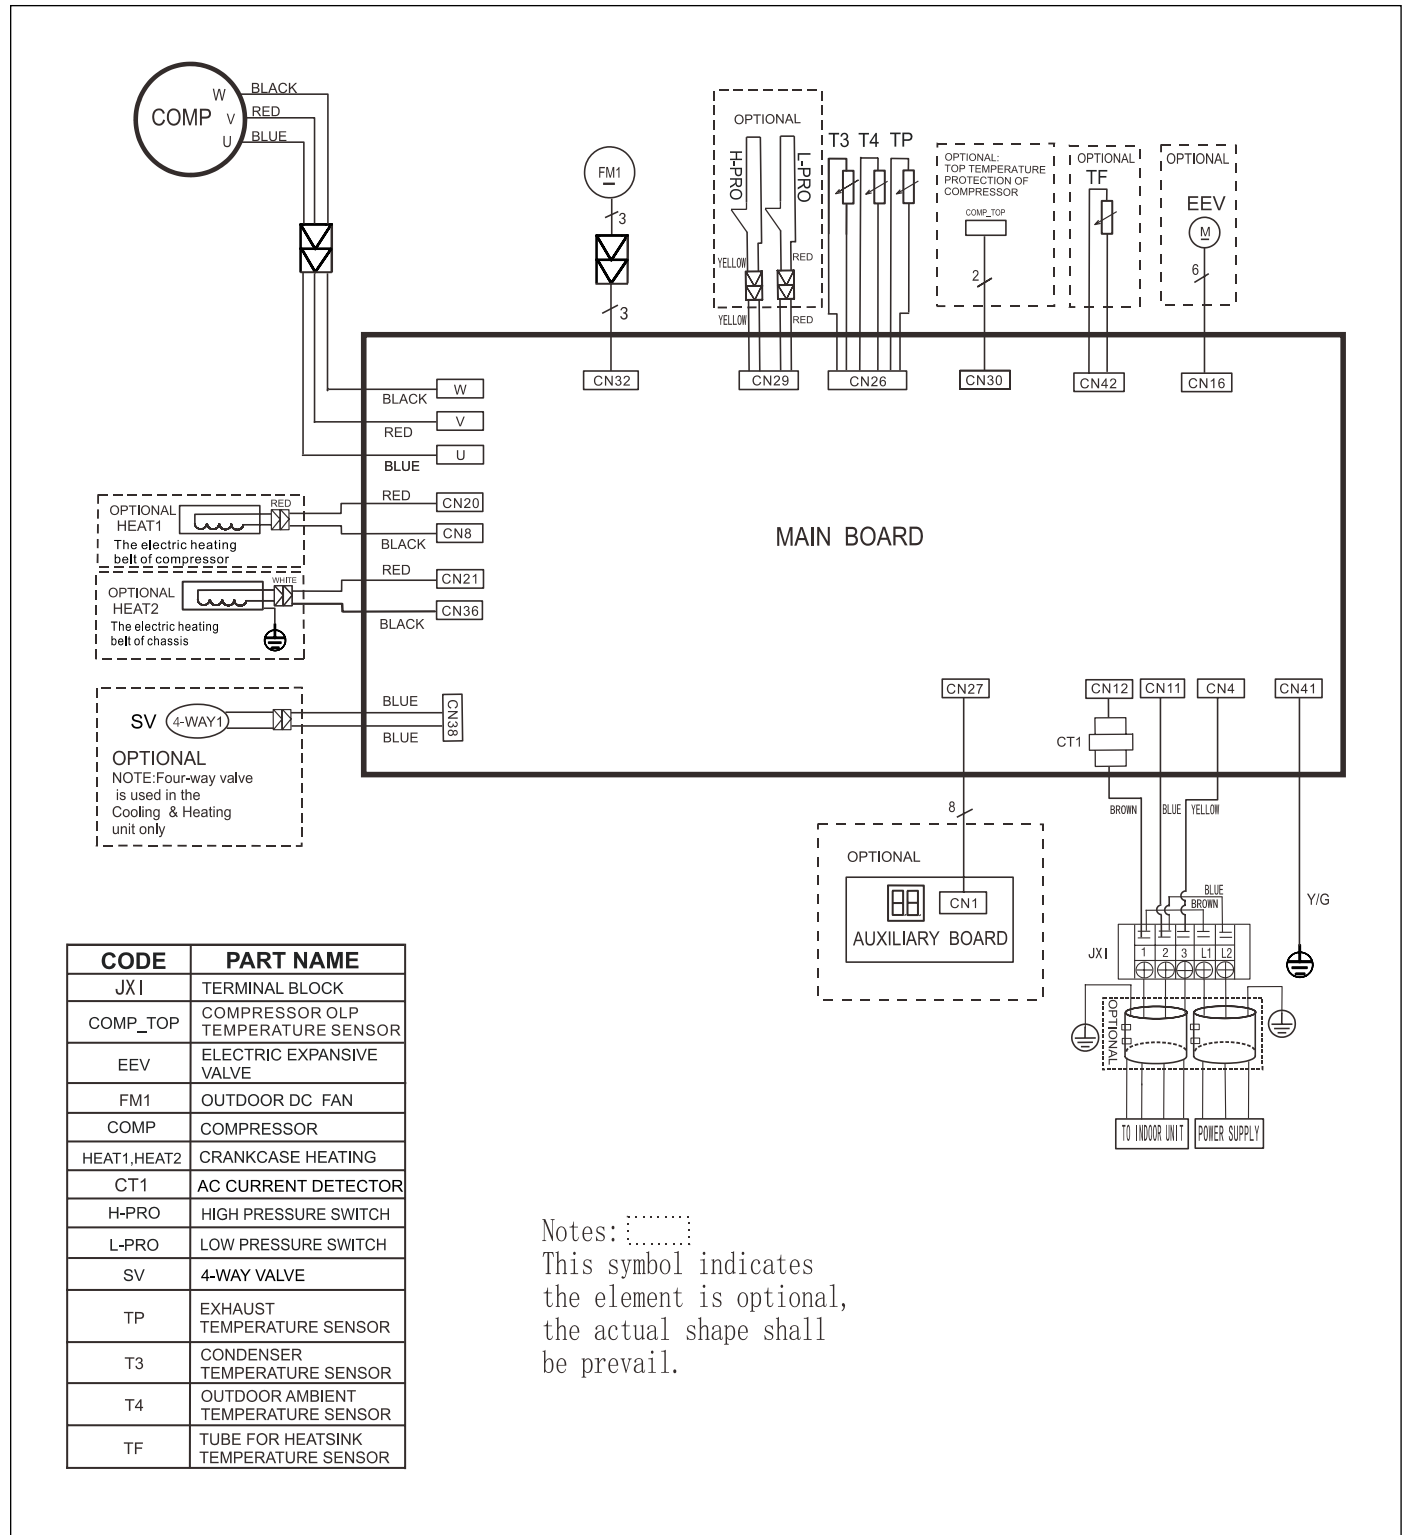 COMP
W
V
U
BLACK
RED
BLUE
FM1
3
3
OPTIONAL
H-PRO
L-PRO
YELLOW
RED
YELLOW
RED
T3 T4 TP
OPTIONAL:
TOP TEMPERATURE
PROTECTION OF
COMPRESSOR
COMP_TOP
2
OPTIONAL
TF
OPTIONAL
EEV
M
6
CN32
CN29
CN26
CN30
CN42
CN16
BLACK
W
RED
V
BLUE
U
OPTIONAL
HEAT1
RED
The electric heating
belt of compressor
RED
CN20
BLACK
CN8
OPTIONAL
HEAT2
WHITE
The electric heating
belt of chassis
RED
CN21
BLACK
CN36
MAIN BOARD
SV
4-WAY1
OPTIONAL
NOTE:Four-way valve
is used in the
Cooling & Heating
unit only
BLUE
BLUE
CN38
CN27
CN12
CN11
CN4
CN41
CT1
8
BROWN
BLUE
YELLOW
Y/G
OPTIONAL
CN1
AUXILIARY BOARD
BLUE
BROWN
JX1
1 2 3 L1 L2
OPTIONAL
TO INDOOR UNIT
POWER SUPPLY
CODE PART NAME
JX1 TERMINAL BLOCK
COMP_TOP COMPRESSOR OLP
TEMPERATURE SENSOR
EEV ELECTRIC EXPANSIVE
VALVE
FM1 OUTDOOR DC FAN
COMP COMPRESSOR
HEAT1,HEAT2 CRANKCASE HEATING
CT1 AC CURRENT DETECTOR
H-PRO HIGH PRESSURE SWITCH
L-PRO LOW PRESSURE SWITCH
SV 4-WAY VALVE
TP EXHAUST
TEMPERATURE SENSOR
T3 CONDENSER
TEMPERATURE SENSOR
T4 OUTDOOR AMBIENT
TEMPERATURE SENSOR
TF TUBE FOR HEATSINK
TEMPERATURE SENSOR
Notes:
This symbol indicates
the element is optional,
the actual shape shall
be prevail.